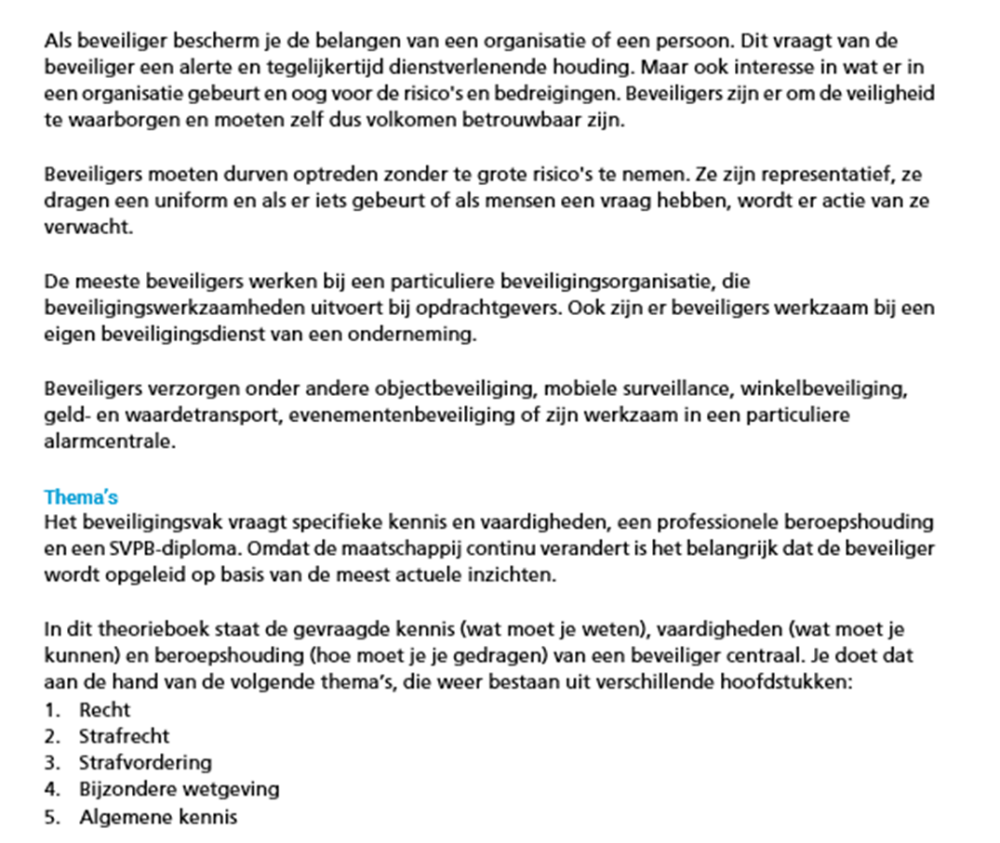 Als beveiliger bescherm je de belangen van een organisatie of een persoon. Dit vraagt van de
beveiliger een alerte en tegelijkertijd dienstverlenende houding. Maar ook interesse in wat er in
een organisatie gebeurt en oog voor de risico's en bedreigingen. Beveiligers zijn er om de veiligheid
te waarborgen en moeten zelf dus volkomen betrouwbaar zijn.
Beveiligers moeten durven optreden zonder te grote risico's te nemen. Ze zijn representatief, ze
dragen een uniform en als er iets gebeurt of als mensen een vraag hebben, wordt er actie van ze
verwacht.
De meeste beveiligers werken bij een particuliere beveiligingsorganisatie, die
beveiligingswerkzaamheden uitvoert bij opdrachtgevers. Ook zijn er beveiligers werkzaam bij een
eigen beveiligingsdienst van een onderneming.
Beveiligers verzorgen onder andere objectbeveiliging, mobiele surveillance, winkelbeveiliging,
geld- en waardetransport, evenementenbeveiliging of zijn werkzaam in een particuliere
alarmcentrale.
Thema's
Het beveiligingsvak vraagt specifieke kennis en vaardigheden, een professionele beroepshouding
en een SVPB-diploma. Omdat de maatschappij continu verandert is het belangrijk dat de beveiliger
wordt opgeleid op basis van de meest actuele inzichten.
In dit theorieboek staat de gevraagde kennis (wat moet je weten), vaardigheden (wat moet je
kunnen) en beroepshouding (hoe moet je je gedragen) van een beveiliger centraal. Je doet dat
aan de hand van de volgende thema's, die weer bestaan uit verschillende hoofdstukken:
1. Recht
2. Strafrecht
3. Strafvordering
4. Bijzondere wetgeving
5. Algemene kennis